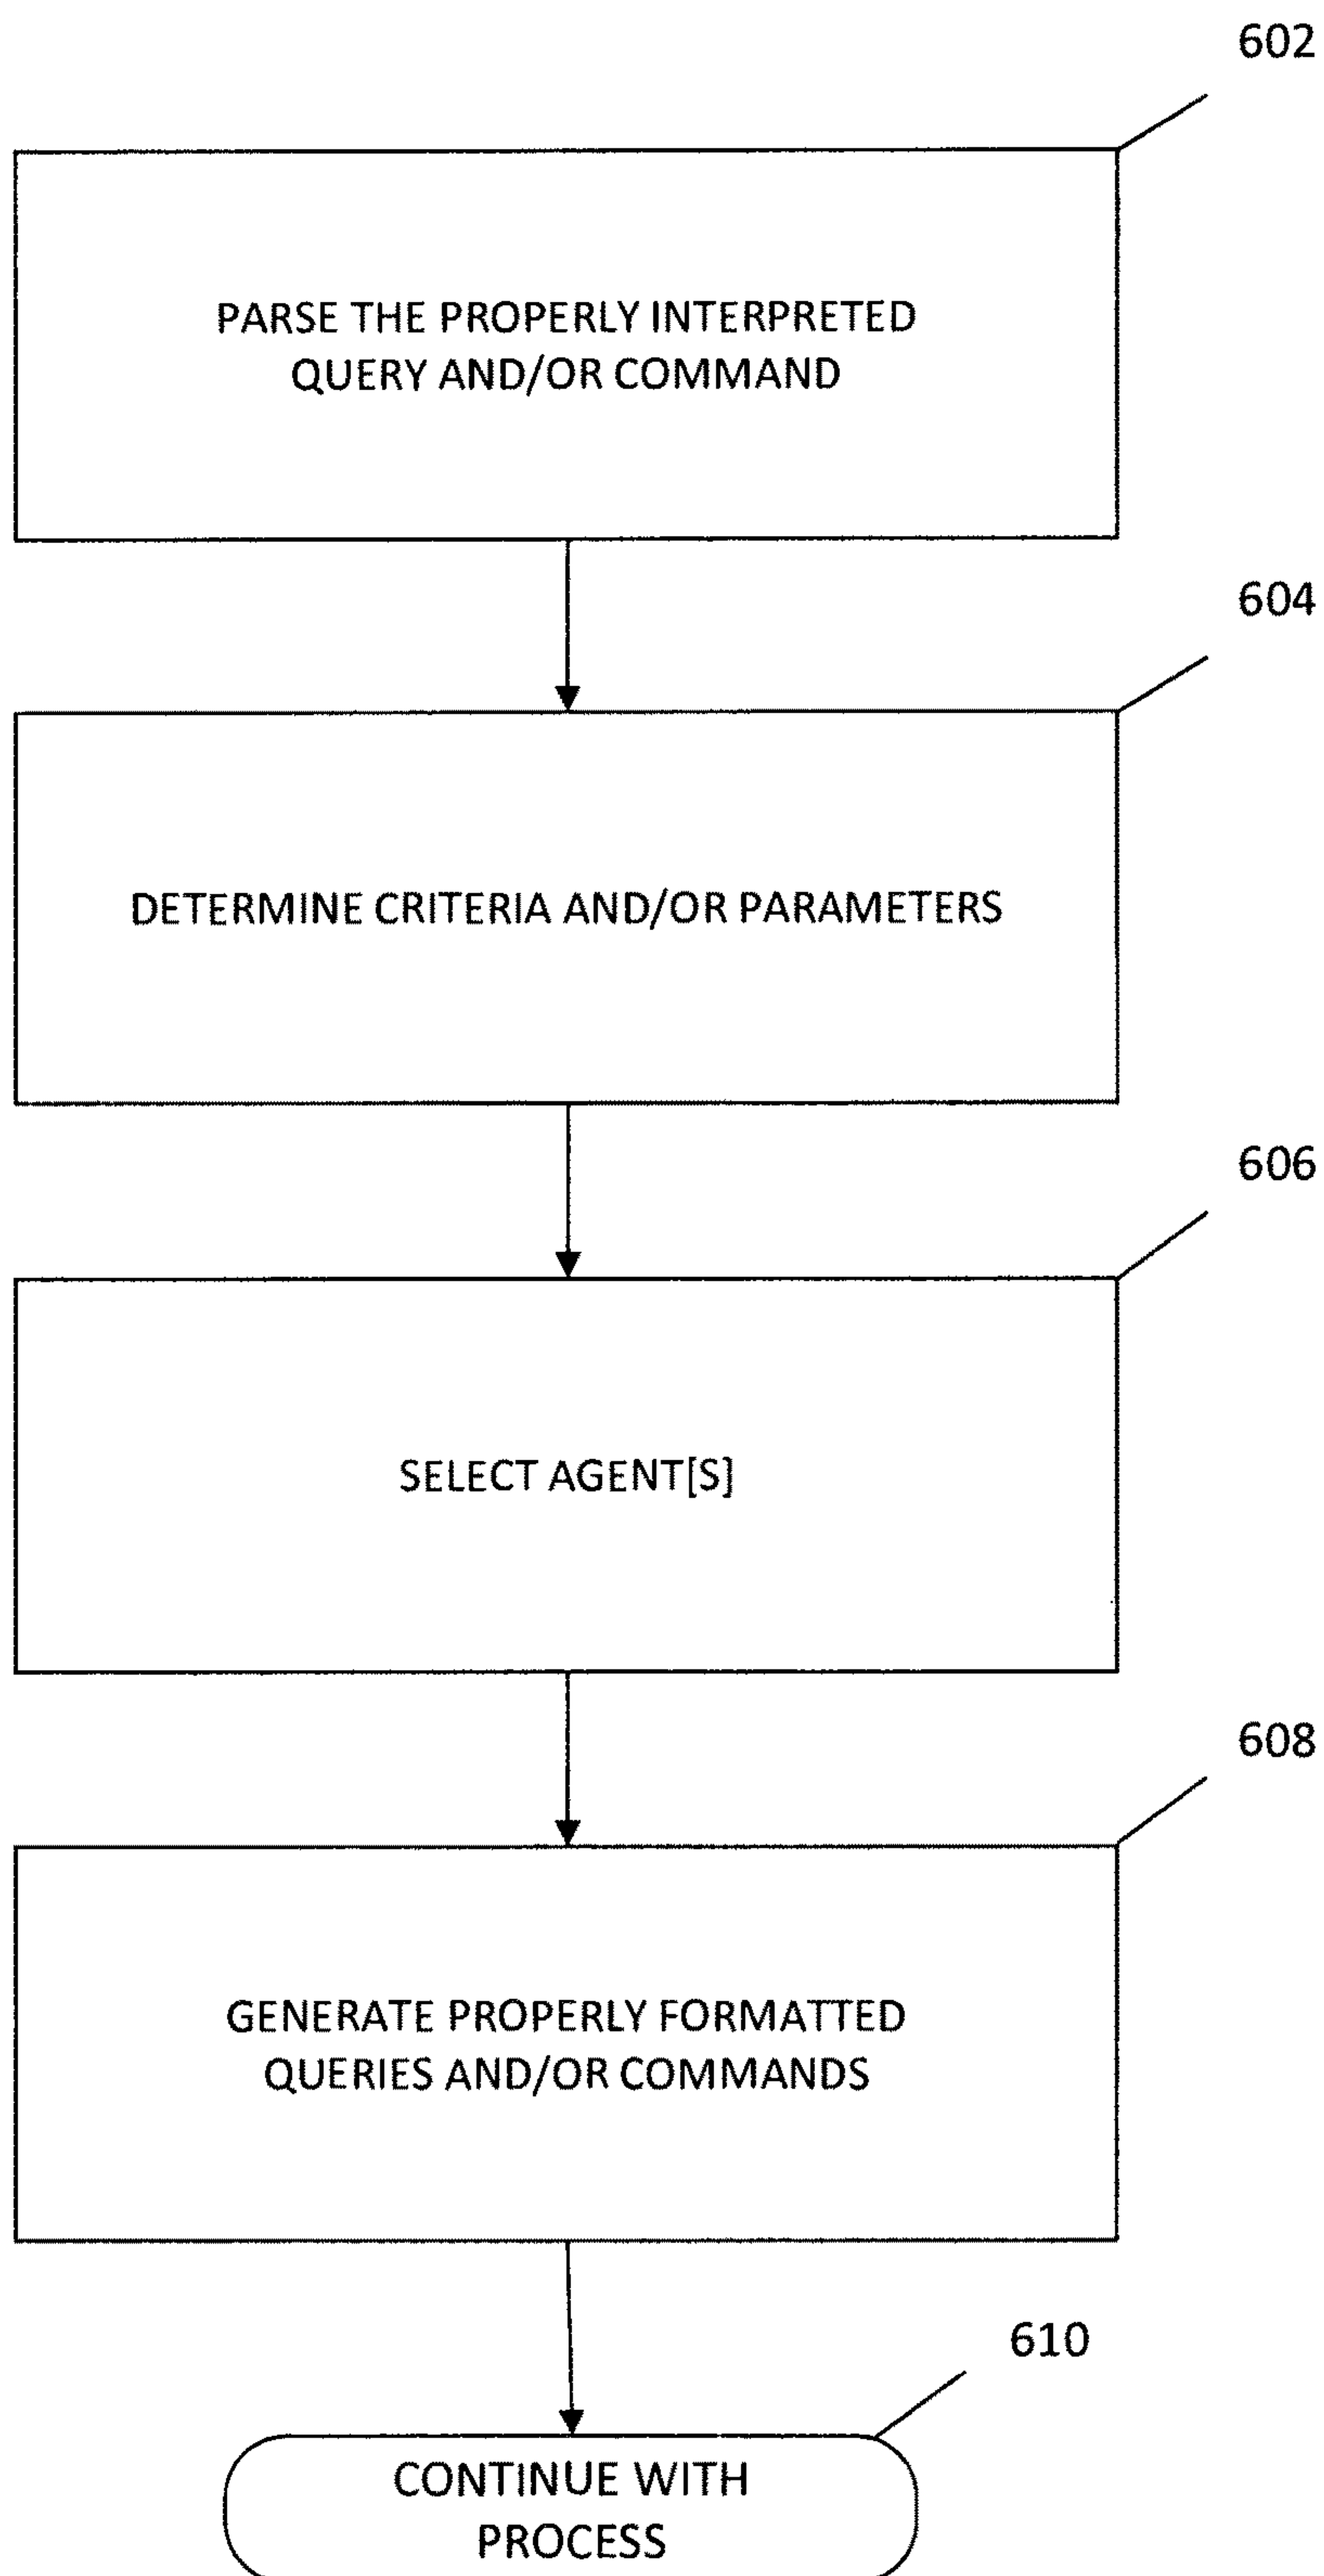 602
PARSE THE PROPERLY INTERPRETED
QUERY AND/OR COMMAND
604
DETERMINE CRITERIA AND/OR PARAMETERS
606
SELECT AGENT[S]
608
GENERATE PROPERLY FORMATTED
QUERIES AND/OR COMMANDS
610
CONTINUE WITH
PROCESS